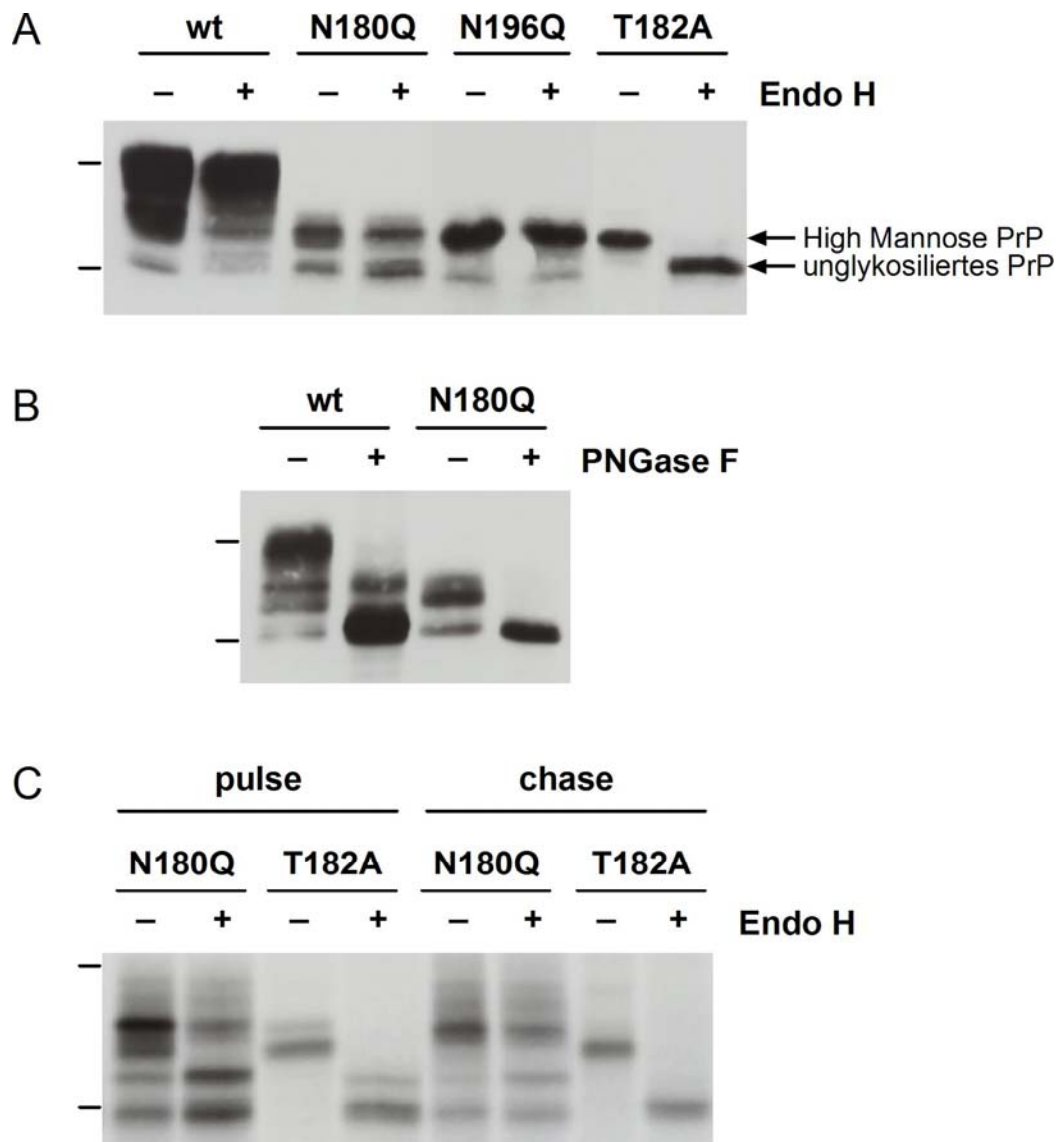 A
wt N180Q N196Q T182A
– + – + – + – + Endo H
High Mannose PrP
unglykosiliertes PrP
B
wt N180Q
– + – + PNGase F
C
pulse chase
N180Q T182A N180Q T182A
– + – + – + – + Endo H